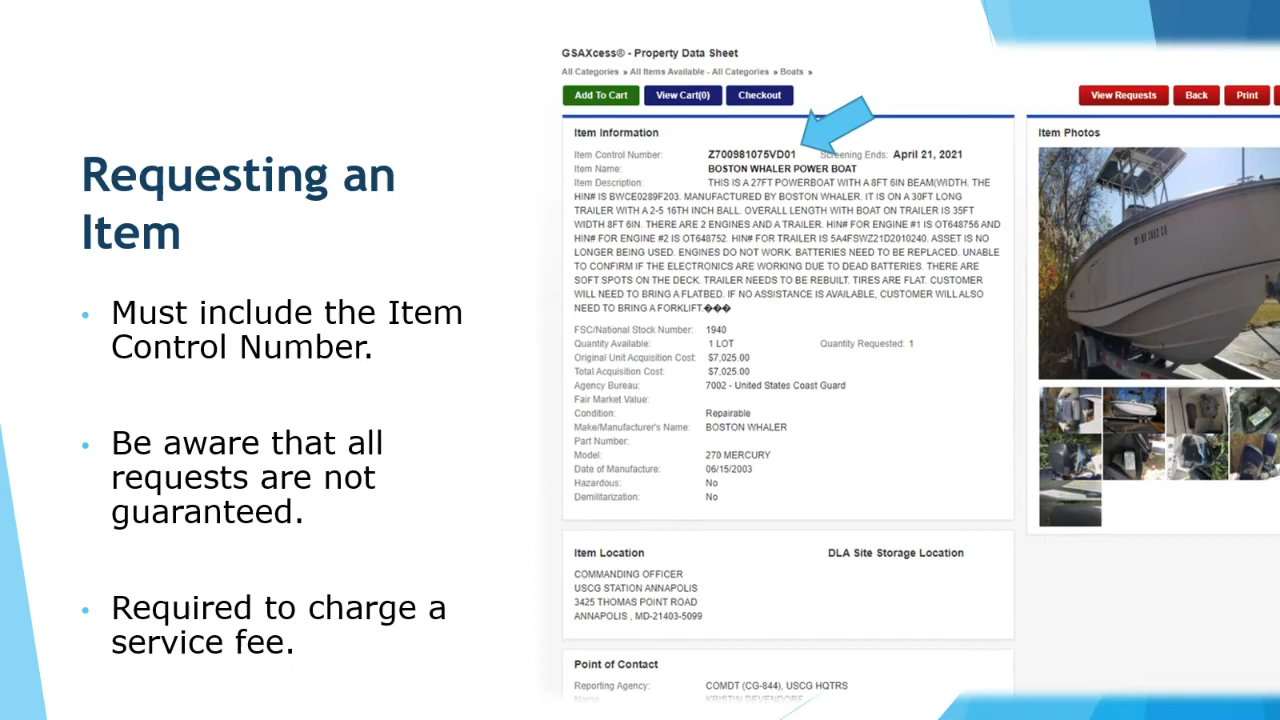 Requesting an
Item
• Must include the Item
Control Number.
• Be aware that all
requests are not
guaranteed.
• Required to charge a
service fee.
GSAXcess® - Property Data Sheet
All Categories » All Items Available - All Categories » Boats »
Add To Cart View Cart(0) Checkout View Requests Back Print
Item Information
Item Control Number: Z700981075VD01 Screening Ends: April 21, 2021
Item Name: BOSTON WHALER POWER BOAT
Item Description: THIS IS A 27FT POWERBOAT WITH A 8FT 6IN BEAM(WIDTH. THE
HIN# IS BWCE0289F203. MANUFACTURED BY BOSTON WHALER. IT IS ON A 30FT LONG
TRAILER WITH A 2-5 16TH INCH BALL. OVERALL LENGTH WITH BOAT ON TRAILER IS 35FT
WIDTH 8FT 6IN. THERE ARE 2 ENGINES AND A TRAILER. HIN# FOR ENGINE #1 IS OT648756 AND
HIN# FOR ENGINE #2 IS OT648752. HIN# FOR TRAILER IS 5A4FSWZ21D2010240. ASSET IS NO
LONGER BEING USED. ENGINES DO NOT WORK. BATTERIES NEED TO BE REPLACED. UNABLE
TO CONFIRM IF THE ELECTRONICS ARE WORKING DUE TO DEAD BATTERIES. THERE ARE
SOFT SPOTS ON THE DECK. TRAILER NEEDS TO BE REBUILT. TIRES ARE FLAT. CUSTOMER
WILL NEED TO BRING A FLATBED. IF NO ASSISTANCE IS AVAILABLE, CUSTOMER WILL ALSO
NEED TO BRING A FORKLIFT.���
FSC/National Stock Number: 1940
Quantity Available: 1 LOT Quantity Requested: 1
Original Unit Acquisition Cost: $7,025.00
Total Acquisition Cost: $7,025.00
Agency Bureau: 7002 - United States Coast Guard
Fair Market Value:
Condition: Repairable
Make/Manufacturer's Name: BOSTON WHALER
Part Number:
Model: 270 MERCURY
Date of Manufacture: 06/15/2003
Hazardous: No
Demilitarization: No
Item Photos
Item Location DLA Site Storage Location
COMMANDING OFFICER
USCG STATION ANNAPOLIS
3425 THOMAS POINT ROAD
ANNAPOLIS , MD-21403-5099
Point of Contact
Reporting Agency: COMDT (CG-844), USCG HQTRS
Name: KRISTIN DEVENDORF